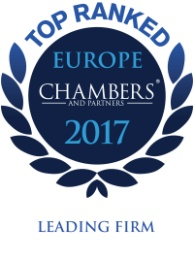 TOP RANKED
EUROPE
CHAMBERS®
AND PARTNERS
2017
LEADING FIRM